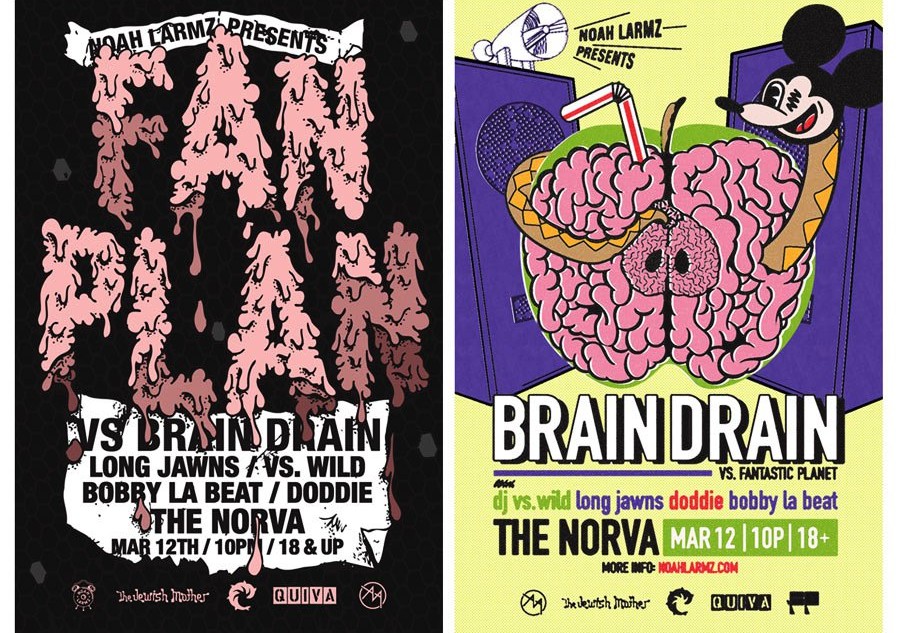 NOAH LARMZ PRESENTS
FAN
PLAN
VS BRAIN DRAIN
LONG JAWNS / VS. WILD
BOBBY LA BEAT / DODDIE
THE NORVA
MAR 12TH / 10PM / 18 & UP
the Jewish Mother
QUIVA
NOAH LARMZ
PRESENTS
BRAIN DRAIN
VS. FANTASTIC PLANET
dj vs.wild long jawns doddie bobby la beat
THE NORVA MAR 12 | 10P | 18+
MORE INFO: NOAHLARMZ.COM
the Jewish Mother
QUIVA